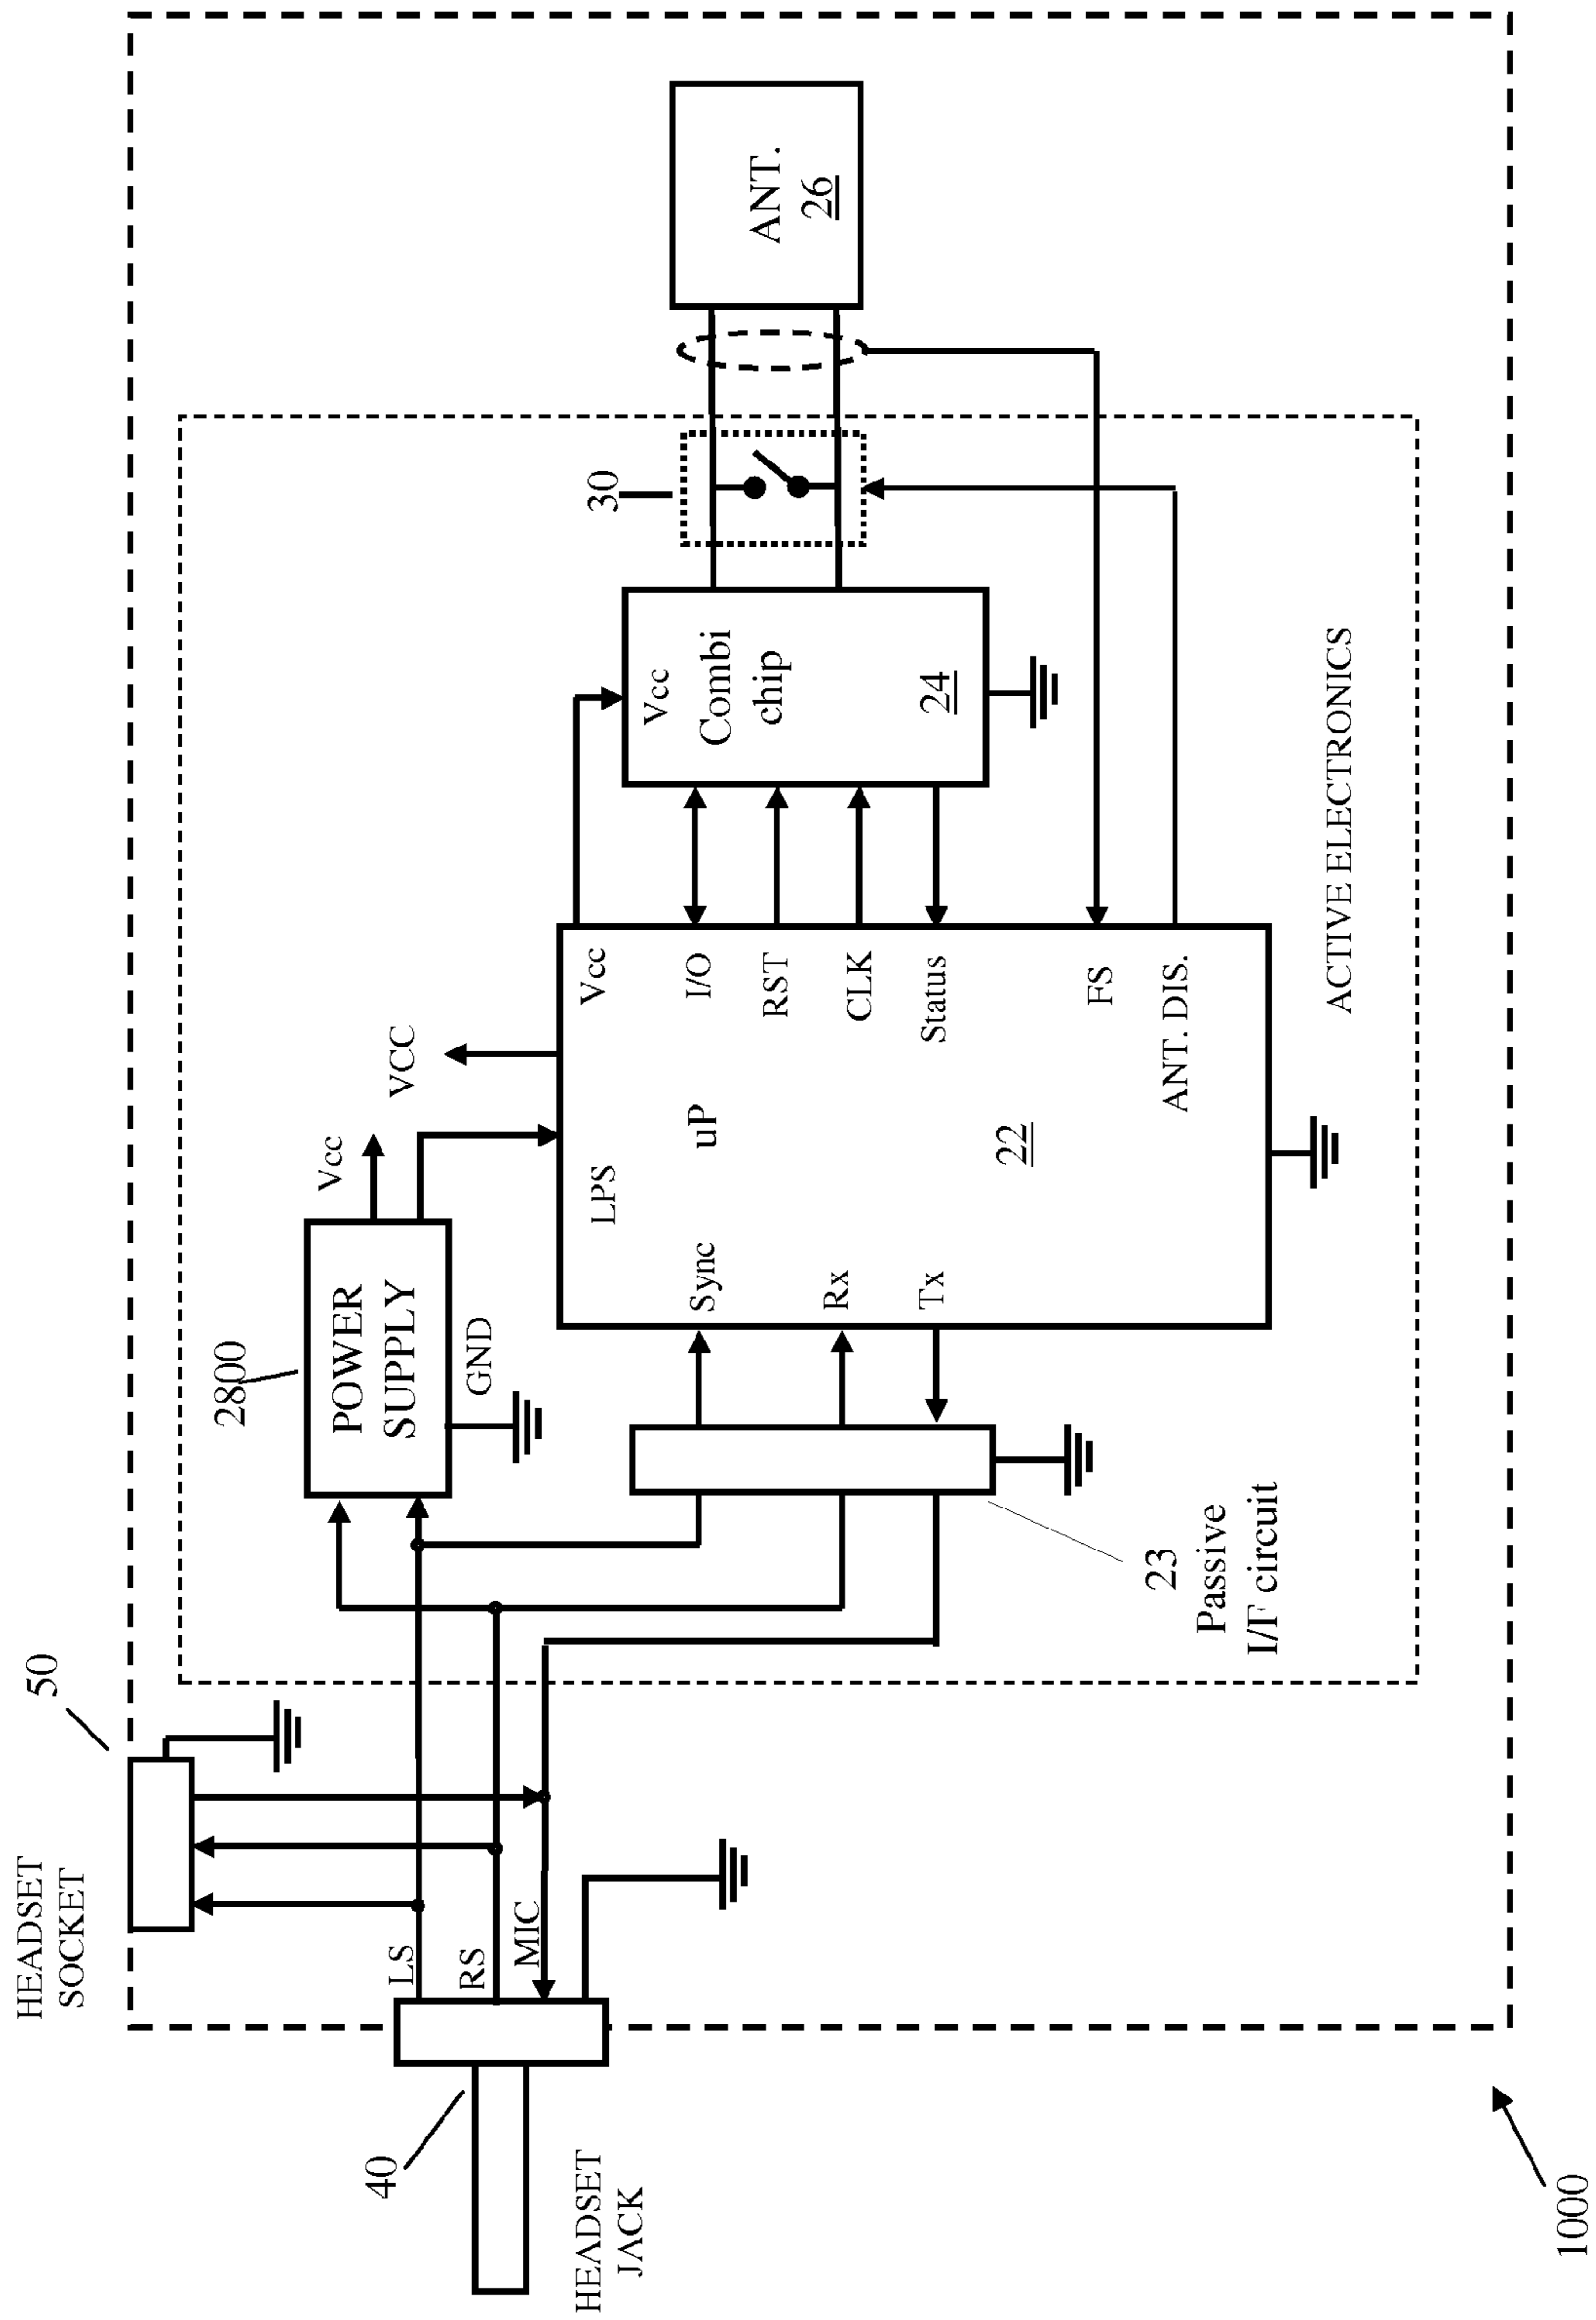 HEADSET
SOCKET
50
2800
POWER
SUPPLY
Vcc
VCC
GND
LS
RS
MIC
40
HEADSET
JACK
Sync
Rx
Tx
LPS
uP
22
Vcc
I/O
RST
CLK
Status
FS
ANT. DIS.
Vcc
Combi
chip
24
30
ANT.
26
23
Passive
I/F circuit
ACTIVE ELECTRONICS
1000